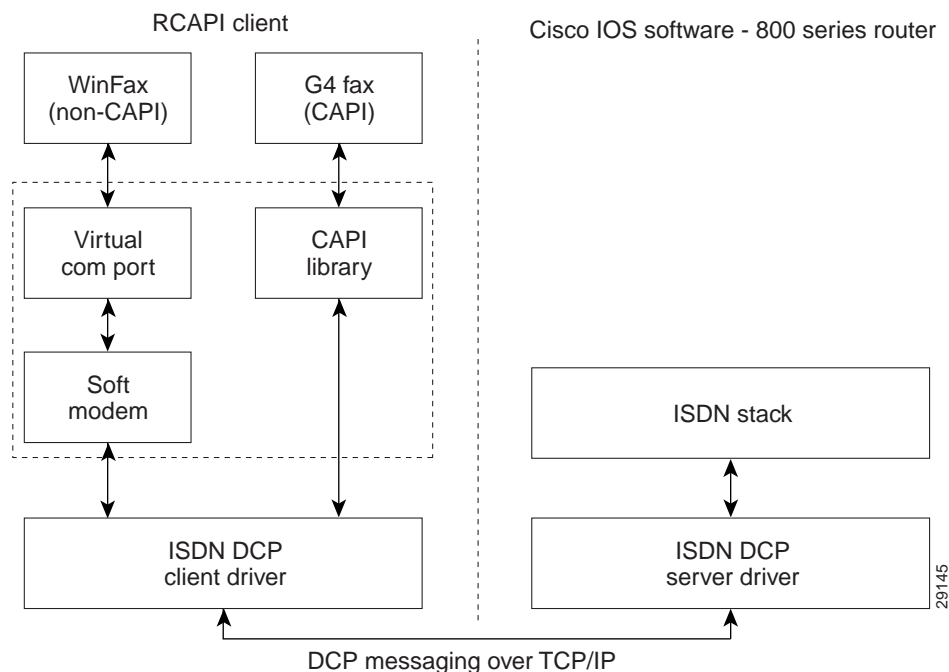 RCAPI client
Cisco IOS software - 800 series router
WinFax
(non-CAPI)
G4 fax
(CAPI)
Virtual
com port
CAPI
library
Soft
modem
ISDN stack
ISDN DCP
client driver
ISDN DCP
server driver
29145
DCP messaging over TCP/IP